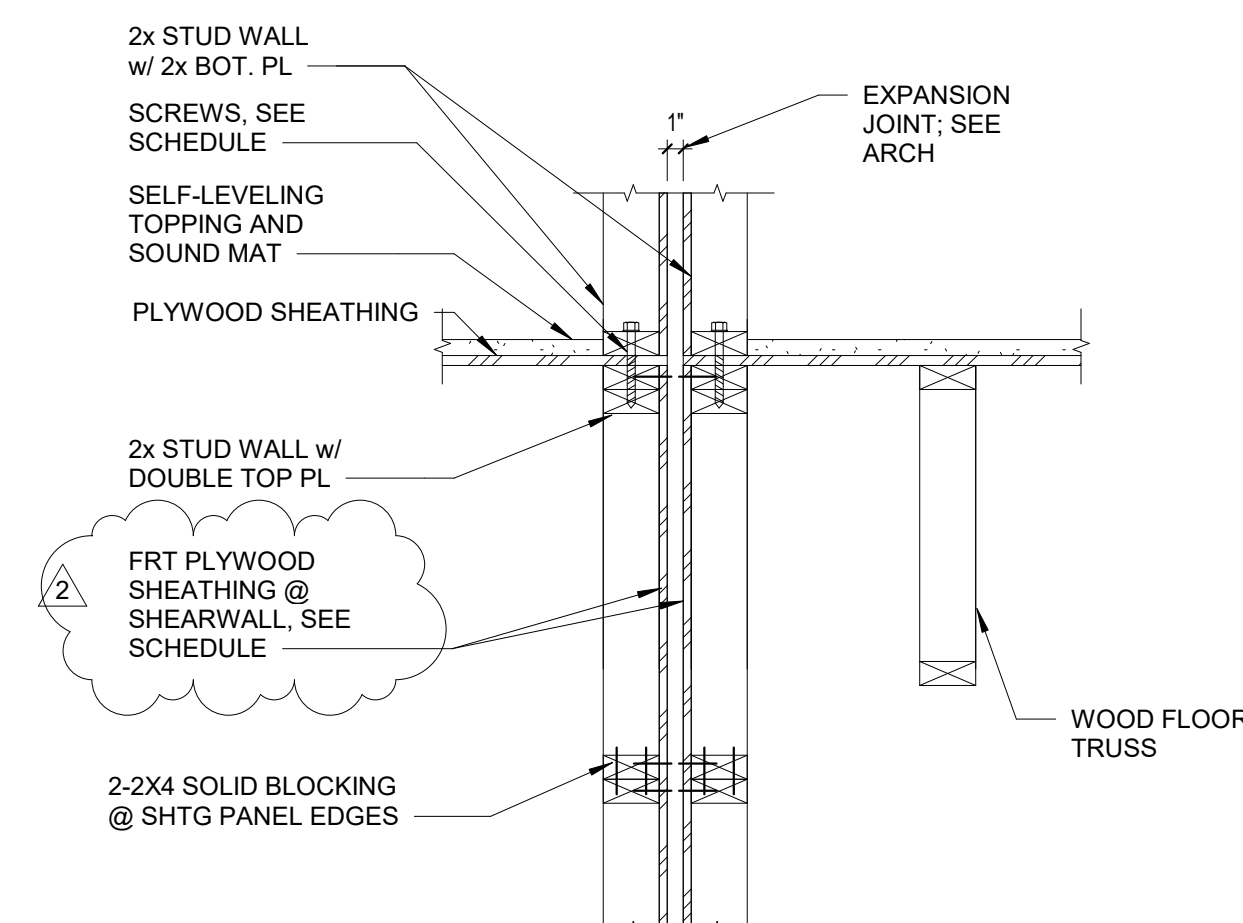 2x STUD WALL
w/ 2x BOT. PL
SCREWS, SEE
SCHEDULE
SELF-LEVELING
TOPPING AND
SOUND MAT
PLYWOOD SHEATHING
1"
EXPANSION
JOINT; SEE
ARCH
2x STUD WALL w/
DOUBLE TOP PL
2
FRT PLYWOOD
SHEATHING @
SHEARWALL, SEE
SCHEDULE
2-2X4 SOLID BLOCKING
@ SHTG PANEL EDGES
WOOD FLOOR
TRUSS